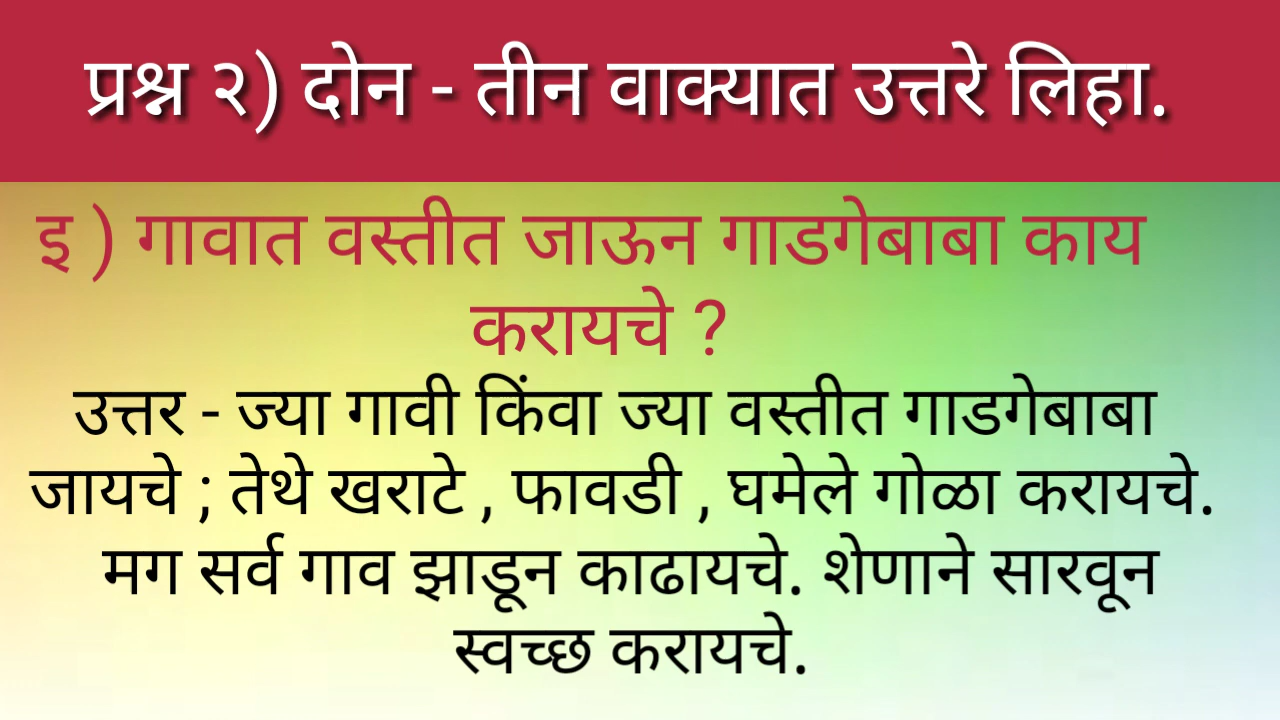 प्रश्न २) दोन - तीन वाक्यात उत्तरे लिहा.
इ ) गावात वस्तीत जाऊन गाडगेबाबा काय
करायचे ?
उत्तर - ज्या गावी किंवा ज्या वस्तीत गाडगेबाबा
जायचे ; तेथे खराटे , फावडी , घमेले गोळा करायचे.
मग सर्व गाव झाडून काढायचे. शेणाने सारवून
स्वच्छ करायचे.